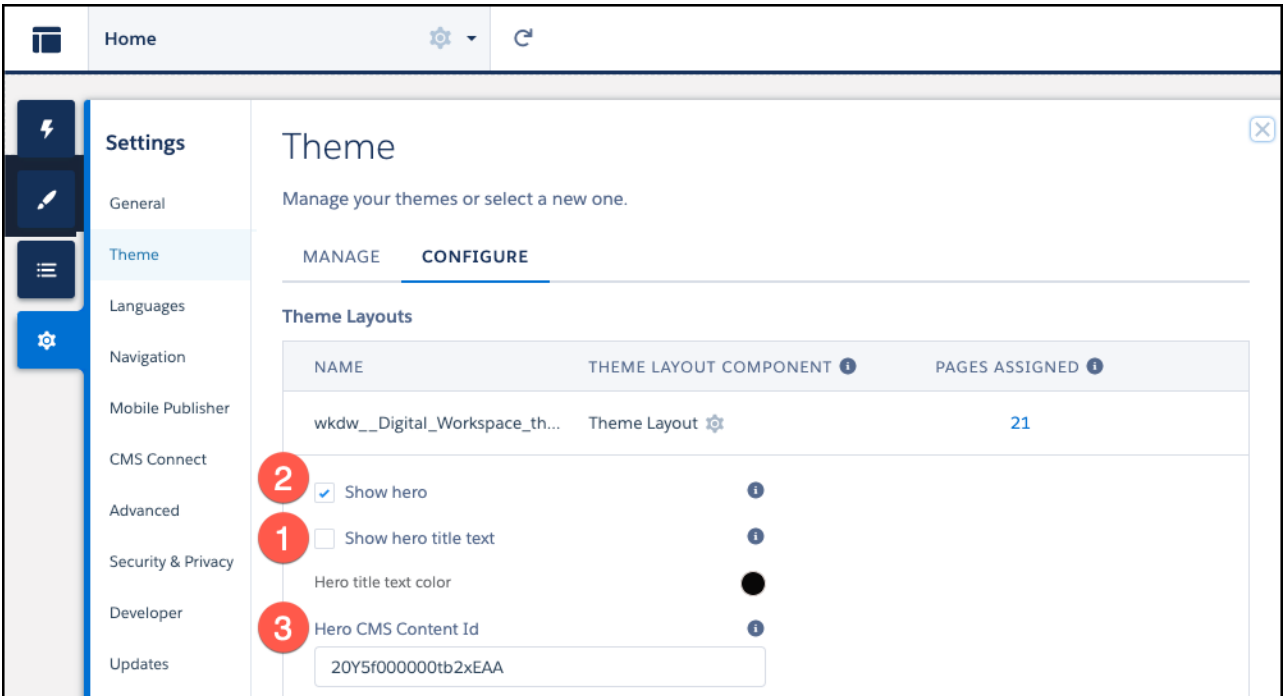 Home
Settings
General
Theme
Languages
Navigation
Mobile Publisher
CMS Connect
Advanced
Security & Privacy
Developer
Updates
Theme
Manage your themes or select a new one.
MANAGE CONFIGURE
Theme Layouts
NAME THEME LAYOUT COMPONENT PAGES ASSIGNED
wkdw__Digital_Workspace_th... Theme Layout 21
2 Show hero
1 Show hero title text
Hero title text color
3 Hero CMS Content Id
20Y5f000000tb2xEAA